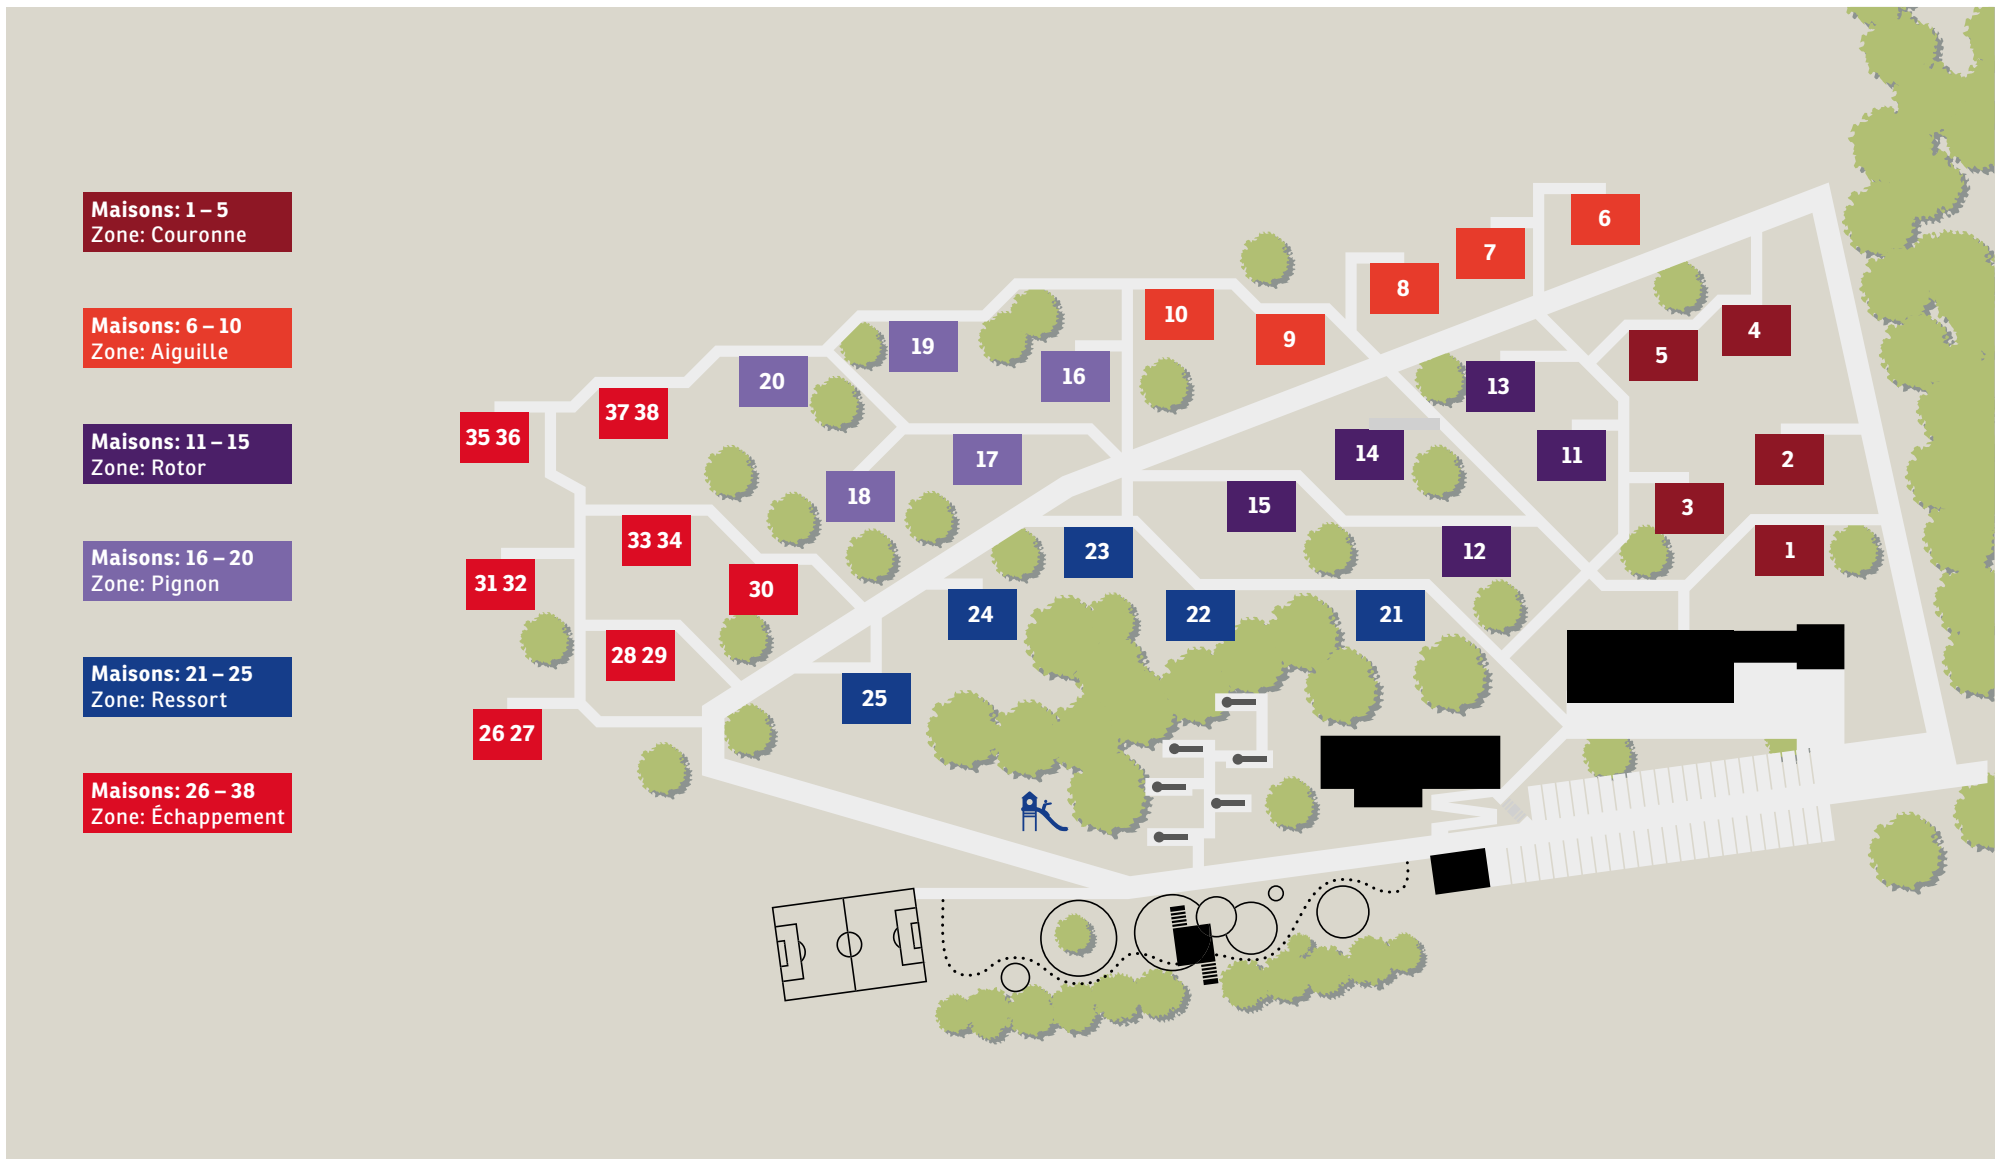 Maisons: 1 – 5
Zone: Couronne
Maisons: 6 – 10
Zone: Aiguille
Maisons: 11 – 15
Zone: Rotor
Maisons: 16 – 20
Zone: Pignon
Maisons: 21 – 25
Zone: Ressort
Maisons: 26 – 38
Zone: Échappement
6
7
8
10
9
4
5
19
16
20
13
37 38
35 36
14
11
2
17
18
15
3
33 34
23
12
1
31 32
30
24
22
21
28 29
25
26 27